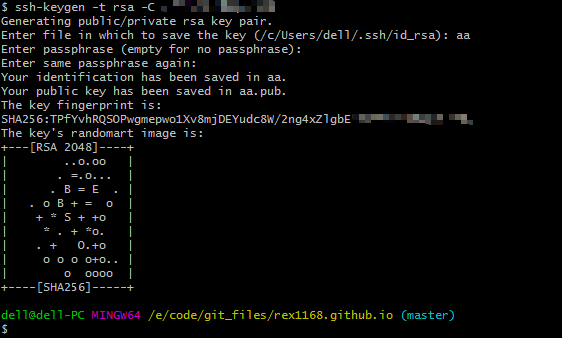 $ ssh-keygen -t rsa -C
Generating public/private rsa key pair.
Enter file in which to save the key (/c/Users/dell/.ssh/id_rsa): aa
Enter passphrase (empty for no passphrase):
Enter same passphrase again:
Your identification has been saved in aa.
Your public key has been saved in aa.pub.
The key fingerprint is:
SHA256:TPfYvhRQSOPwgmepwo1Xv8mjDEYudc8W/2ng4xZlgbE
The key's randomart image is:
+---[RSA 2048]----+
|        ..o.oo   |
|       . =.o...  |
|      . B = E  . |
|   . o B + =  o  |
|    + * S + +o   |
|     * . + *o.   |
|    . +   O.+o   |
|     o o o o+o.. |
|        o  oooo  |
+----[SHA256]-----+
dell@dell-PC MINGW64 /e/code/git_files/rex1168.github.io (master)
$